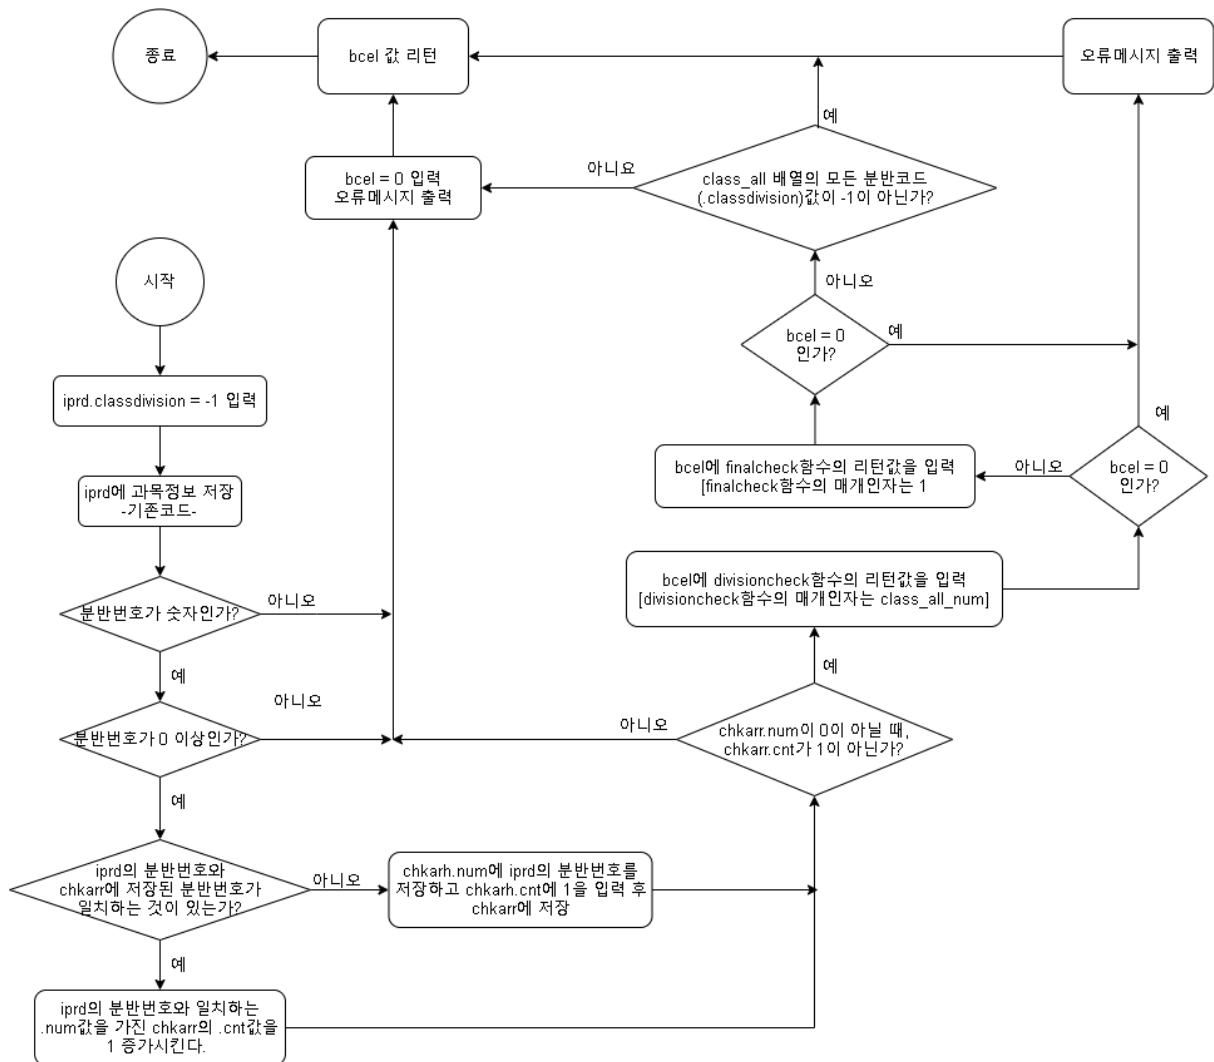 종료
bcel 값 리턴
오류메시지 출력
예
아니요
bcel = 0 입력
오류메시지 출력
class_all 배열의 모든 분반코드
(.classdivision)값이 -1이 아닌가?
시작
아니오
bcel = 0
인가?
예
iprd.classdivision = -1 입력
예
bcel에 finalcheck함수의 리턴값을 입력
[finalcheck함수의 매개인자는 1
아니오
bcel = 0
인가?
iprd에 과목정보 저장
-기존코드-
bcel에 divisioncheck함수의 리턴값을 입력
[divisioncheck함수의 매개인자는 class_all_num]
분반번호가 숫자인가?
아니오
예
예
아니오
분반번호가 0 이상인가?
아니오
chkarr.num이 0이 아닐 때,
chkarr.cnt가 1이 아닌가?
예
iprd의 분반번호와
chkarr에 저장된 분반번호가
일치하는 것이 있는가?
아니오
chkarh.num에 iprd의 분반번호를
저장하고 chkarh.cnt에 1을 입력 후
chkarr에 저장
예
iprd의 분반번호와 일치하는
.num값을 가진 chkarr의 .cnt값을
1 증가시킨다.